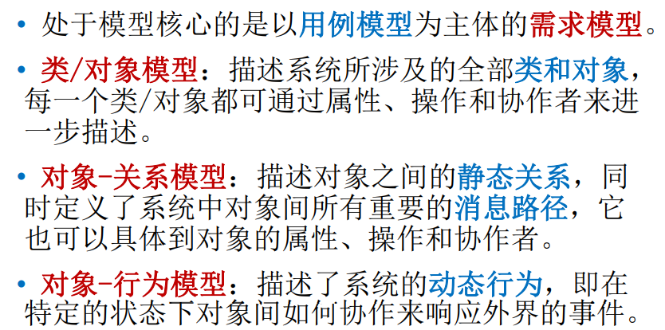 • 处于模型核心的是以用例模型为主体的需求模型。
• 类/对象模型：描述系统所涉及的全部类和对象，
每一个类/对象都可通过属性、操作和协作者来进
一步描述。
• 对象-关系模型：描述对象之间的静态关系，同
时定义了系统中对象间所有重要的消息路径，它
也可以具体到对象的属性、操作和协作者。
• 对象-行为模型：描述了系统的动态行为，即在
特定的状态下对象间如何协作来响应外界的事件。